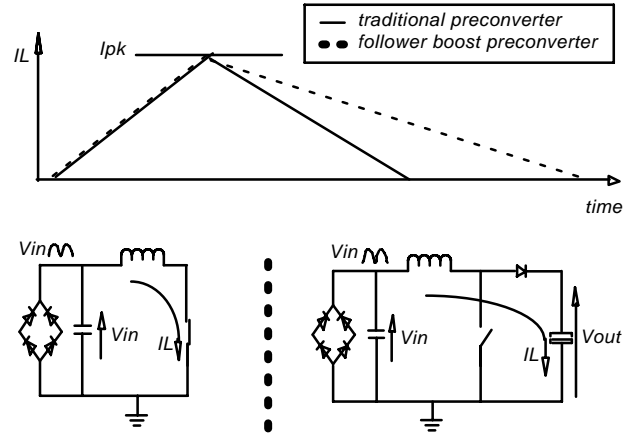 traditional preconverter
follower boost preconverter
IL
Ipk
time
Vin
Vin
IL
Vin
Vin
IL
Vout